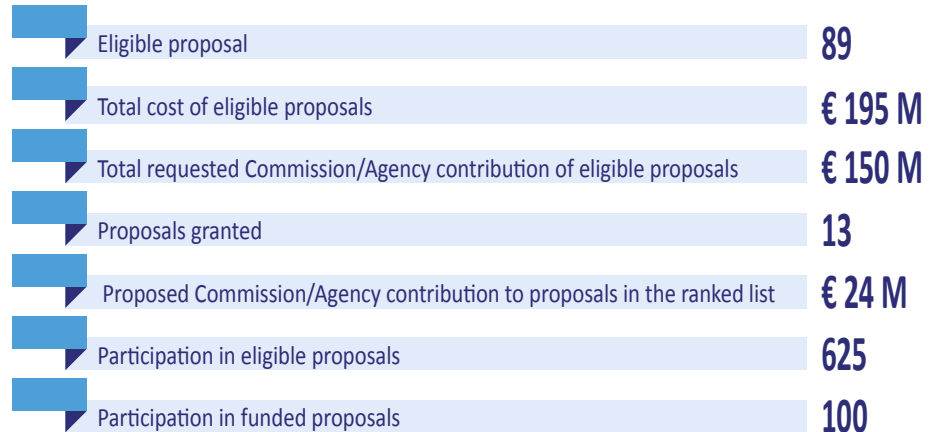 Eligible proposal 89
Total cost of eligible proposals € 195 M
Total requested Commission/Agency contribution of eligible proposals € 150 M
Proposals granted 13
Proposed Commission/Agency contribution to proposals in the ranked list € 24 M
Participation in eligible proposals 625
Participation in funded proposals 100